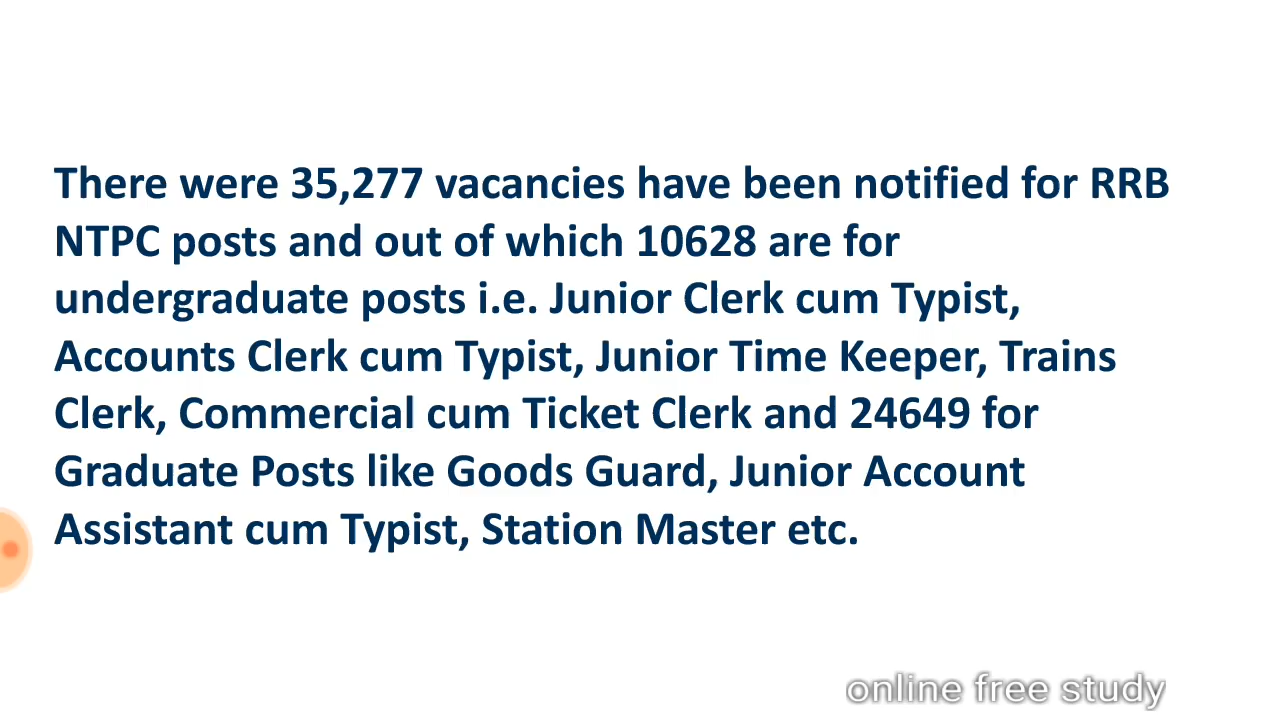 There were 35,277 vacancies have been notified for RRB
NTPC posts and out of which 10628 are for
undergraduate posts i.e. Junior Clerk cum Typist,
Accounts Clerk cum Typist, Junior Time Keeper, Trains
Clerk, Commercial cum Ticket Clerk and 24649 for
Graduate Posts like Goods Guard, Junior Account
Assistant cum Typist, Station Master etc.
online free study